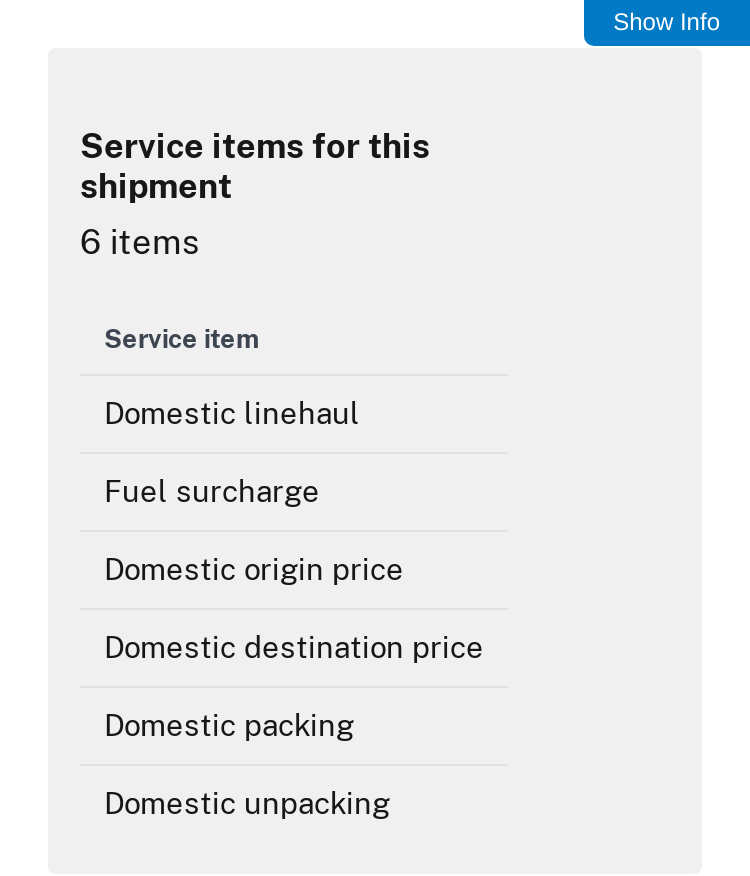 Show Info
Service items for this
shipment
6 items
Service item
Domestic linehaul
Fuel surcharge
Domestic origin price
Domestic destination price
Domestic packing
Domestic unpacking